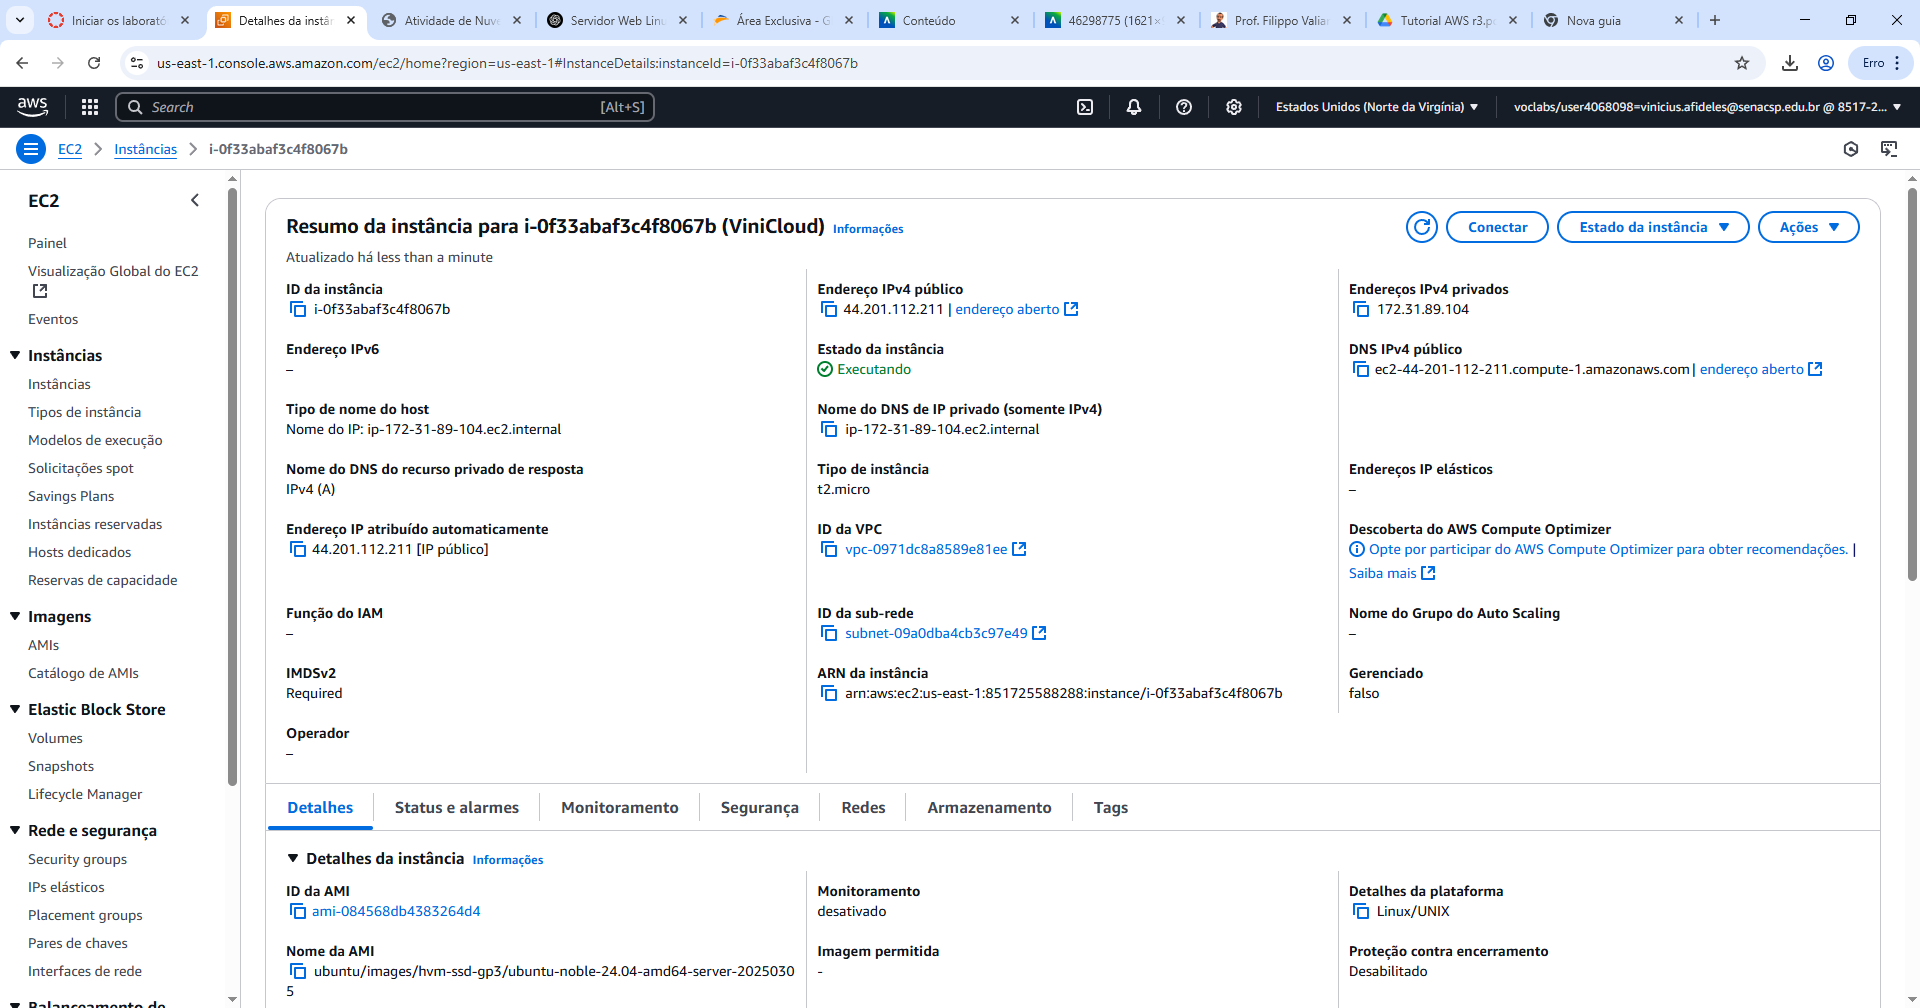 Iniciar os laborató
Detalhes da instân
Atividade de Nuve
Servidor Web Linu
Área Exclusiva - G
Conteúdo
46298775 (1621×
Prof. Filippo Valia
Tutorial AWS r3.p
Nova guia
us-east-1.console.aws.amazon.com/ec2/home?region=us-east-1#InstanceDetails:instanceId=i-0f33abaf3c4f8067b
Erro
aws
Search
[Alt+S]
Estados Unidos (Norte da Virgínia)
voclabs/user4068098=vinicius.afideles@senacsp.edu.br @ 8517-2...
EC2
Instâncias
i-0f33abaf3c4f8067b
EC2
Painel
Visualização Global do EC2
Eventos
Instâncias
Instâncias
Tipos de instância
Modelos de execução
Solicitações spot
Savings Plans
Instâncias reservadas
Hosts dedicados
Reservas de capacidade
Imagens
AMIs
Catálogo de AMIs
Elastic Block Store
Volumes
Snapshots
Lifecycle Manager
Rede e segurança
Security groups
IPs elásticos
Placement groups
Pares de chaves
Interfaces de rede
Balanceamento de
Resumo da instância para i-0f33abaf3c4f8067b (ViniCloud) Informações
Conectar
Estado da instância
Ações
Atualizado há less than a minute
ID da instância
i-0f33abaf3c4f8067b
Endereço IPv4 público
44.201.112.211 | endereço aberto
Endereços IPv4 privados
172.31.89.104
Endereço IPv6
–
Estado da instância
Executando
DNS IPv4 público
ec2-44-201-112-211.compute-1.amazonaws.com | endereço aberto
Tipo de nome do host
Nome do IP: ip-172-31-89-104.ec2.internal
Nome do DNS de IP privado (somente IPv4)
ip-172-31-89-104.ec2.internal
Nome do DNS do recurso privado de resposta
IPv4 (A)
Tipo de instância
t2.micro
Endereços IP elásticos
–
Endereço IP atribuído automaticamente
44.201.112.211 [IP público]
ID da VPC
vpc-0971dc8a8589e81ee
Descoberta do AWS Compute Optimizer
Opte por participar do AWS Compute Optimizer para obter recomendações. |
Saiba mais
Função do IAM
–
ID da sub-rede
subnet-09a0dba4cb3c97e49
Nome do Grupo do Auto Scaling
–
IMDSv2
Required
ARN da instância
arn:aws:ec2:us-east-1:851725588288:instance/i-0f33abaf3c4f8067b
Gerenciado
falso
Operador
–
Detalhes
Status e alarmes
Monitoramento
Segurança
Redes
Armazenamento
Tags
Detalhes da instância Informações
ID da AMI
ami-084568db4383264d4
Monitoramento
desativado
Detalhes da plataforma
Linux/UNIX
Nome da AMI
ubuntu/images/hvm-ssd-gp3/ubuntu-noble-24.04-amd64-server-2025030
5
Imagem permitida
-
Proteção contra encerramento
Desabilitado